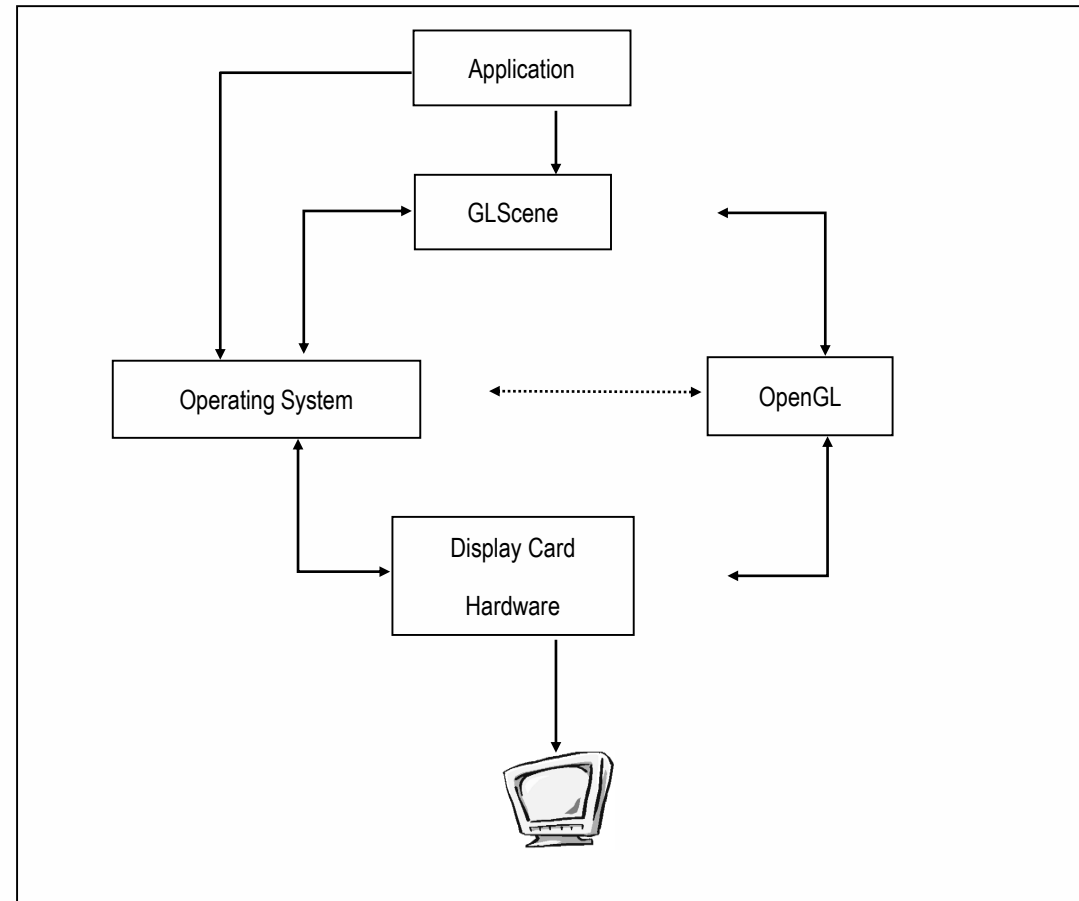 Application
GLScene
Operating System
OpenGL
Display Card
Hardware